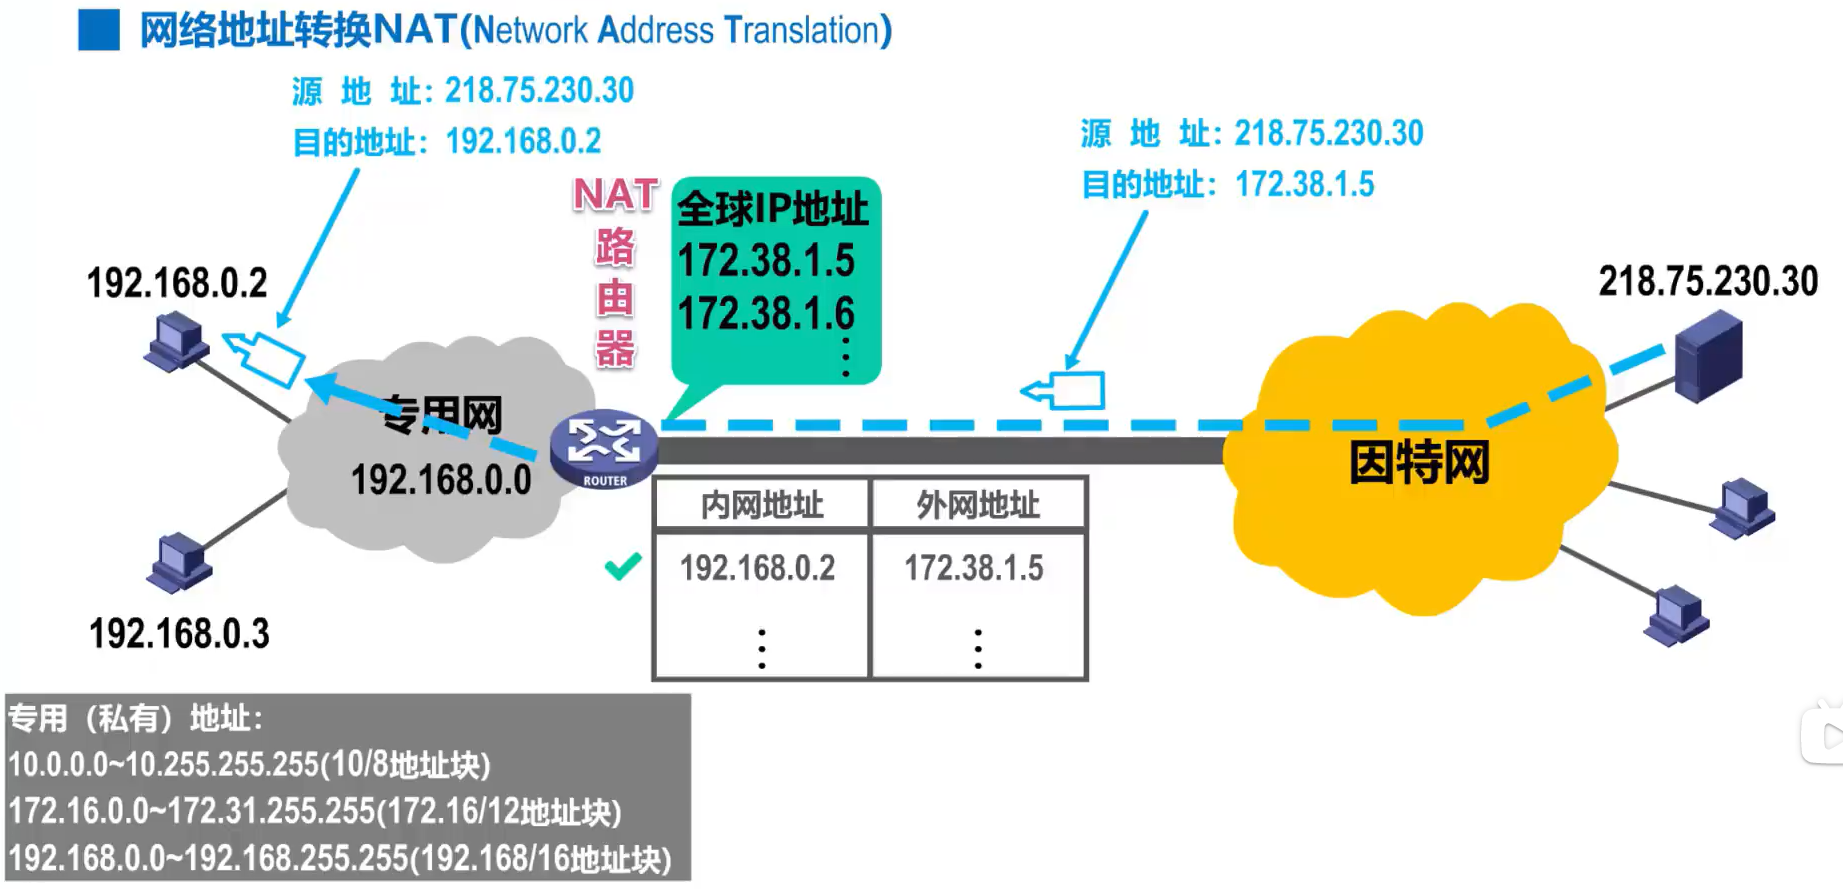 网络地址转换NAT(Network Address Translation)
源 地 址：218.75.230.30
目的地址：192.168.0.2
源 地 址：218.75.230.30
目的地址：172.38.1.5
NAT
路
由
器
全球IP地址
172.38.1.5
172.38.1.6
⋮
192.168.0.2
218.75.230.30
专用网
192.168.0.0
ROUTER
因特网
内网地址 外网地址
192.168.0.2 172.38.1.5
⋮ ⋮
192.168.0.3
专用（私有）地址：
10.0.0.0~10.255.255.255(10/8地址块)
172.16.0.0~172.31.255.255(172.16/12地址块)
192.168.0.0~192.168.255.255(192.168/16地址块)